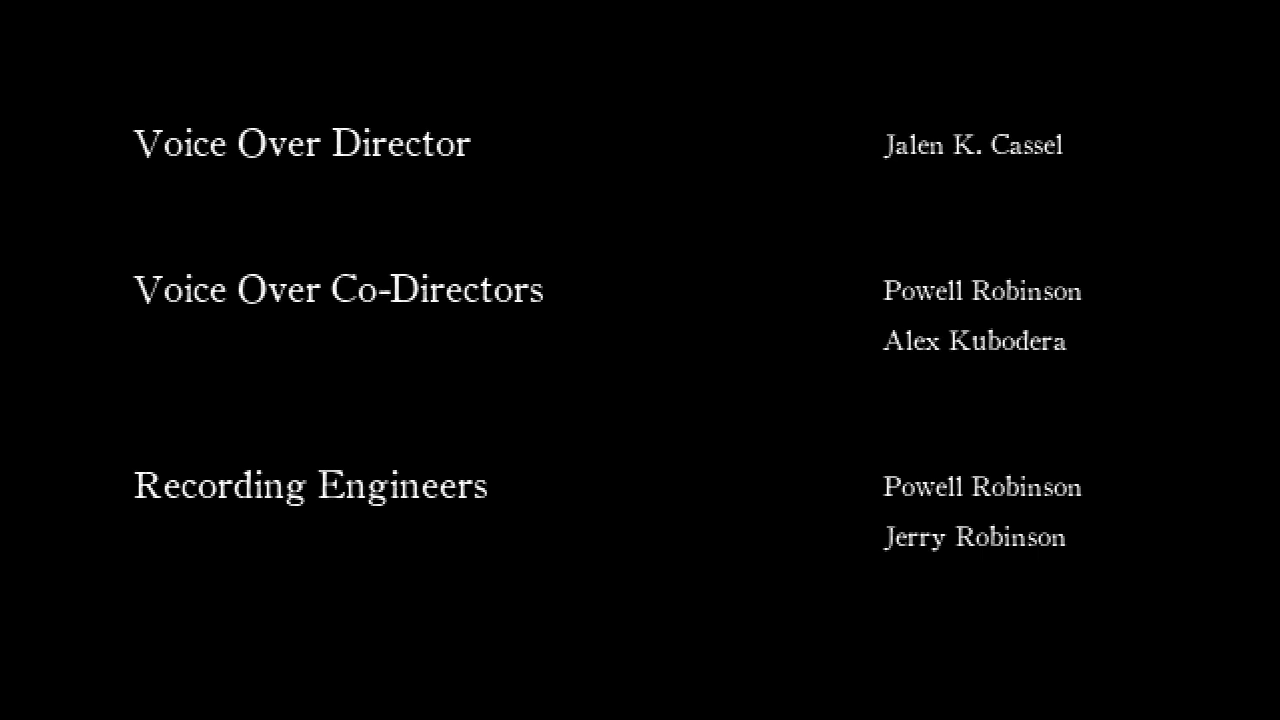 Voice Over Director Jalen K. Cassel
Voice Over Co-Directors Powell Robinson
Alex Kubodera
Recording Engineers Powell Robinson
Jerry Robinson